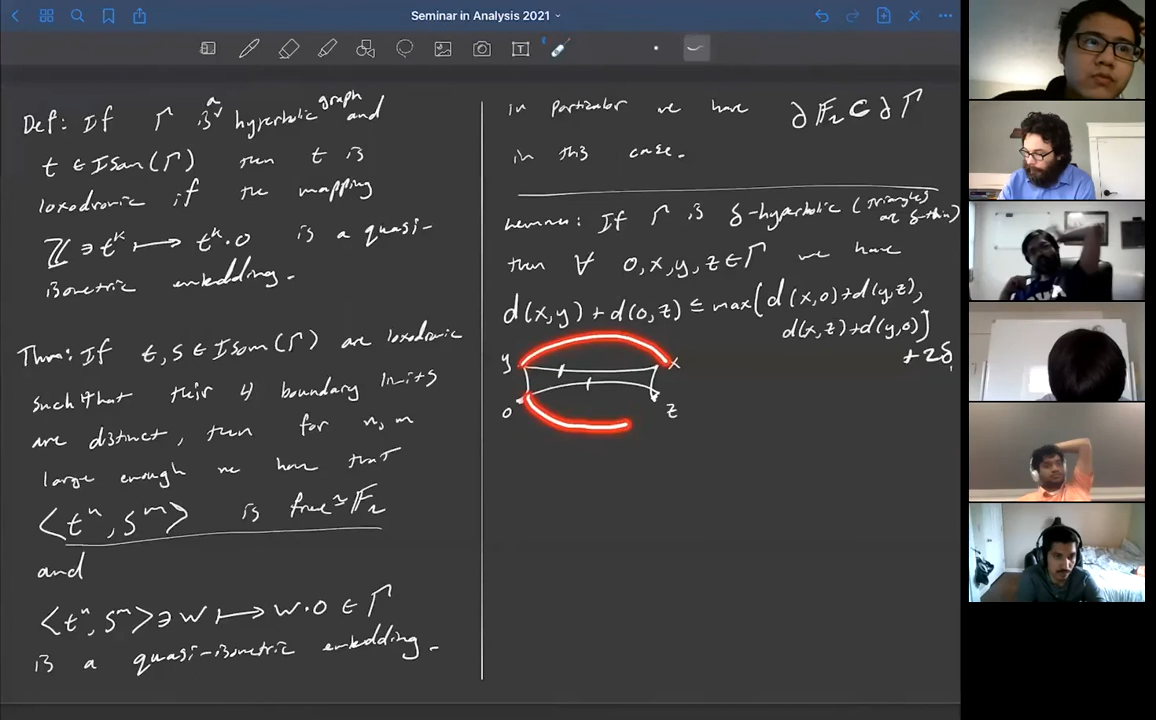 Seminar in Analysis 2021
Def: If Γ is a hyperbolic graph and
t ∈ Isom(Γ) then t is
loxodromic if the mapping
ℤ ∋ t^k ↦ t^k·o is a quasi-
isometric embedding.
Thm: If t, s ∈ Isom(Γ) are loxodromic
such that their 4 boundary limits
are distinct, then for n, m
large enough we have that
<t^n, s^m> is free ≅ 𝔽₂
and
<t^n, s^m> ∋ w ↦ w·o ∈ Γ
is a quasi-isometric embedding.
in particular we have ∂𝔽₂ ⊂ ∂Γ
in this case.
Lemma: If Γ is δ-hyperbolic (triangles
are δ-thin)
then ∀ o, x, y, z ∈ Γ we have
d(x,y) + d(o,z) ≤ max{d(x,o)+d(y,z),
d(x,z)+d(y,o)}
+2δ
y x
o z